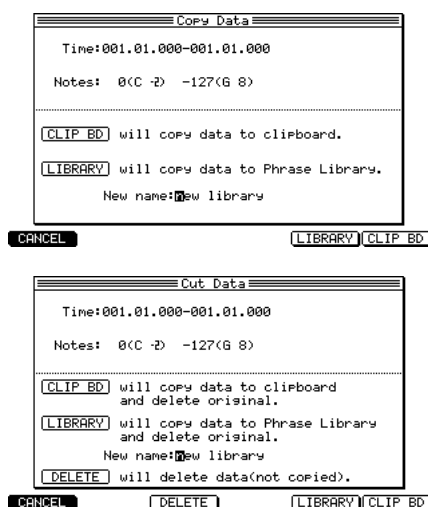 Copy Data
Time:001.01.000-001.01.000
Notes: 0(C -2) -127(G 8)
CLIP BD will copy data to clipboard.
LIBRARY will copy data to Phrase Library.
New name:new library
CANCEL LIBRARY CLIP BD
Cut Data
Time:001.01.000-001.01.000
Notes: 0(C -2) -127(G 8)
CLIP BD will copy data to clipboard
and delete original.
LIBRARY will copy data to Phrase Library
and delete original.
New name:new library
DELETE will delete data(not copied).
CANCEL DELETE LIBRARY CLIP BD